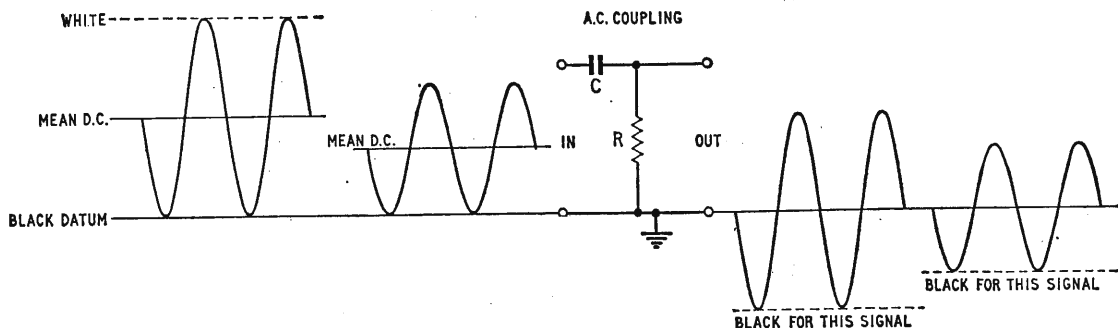 WHITE
A.C. COUPLING
C
MEAN D.C.
MEAN D.C.
IN
R
OUT
BLACK DATUM
BLACK FOR THIS SIGNAL
BLACK FOR THIS SIGNAL